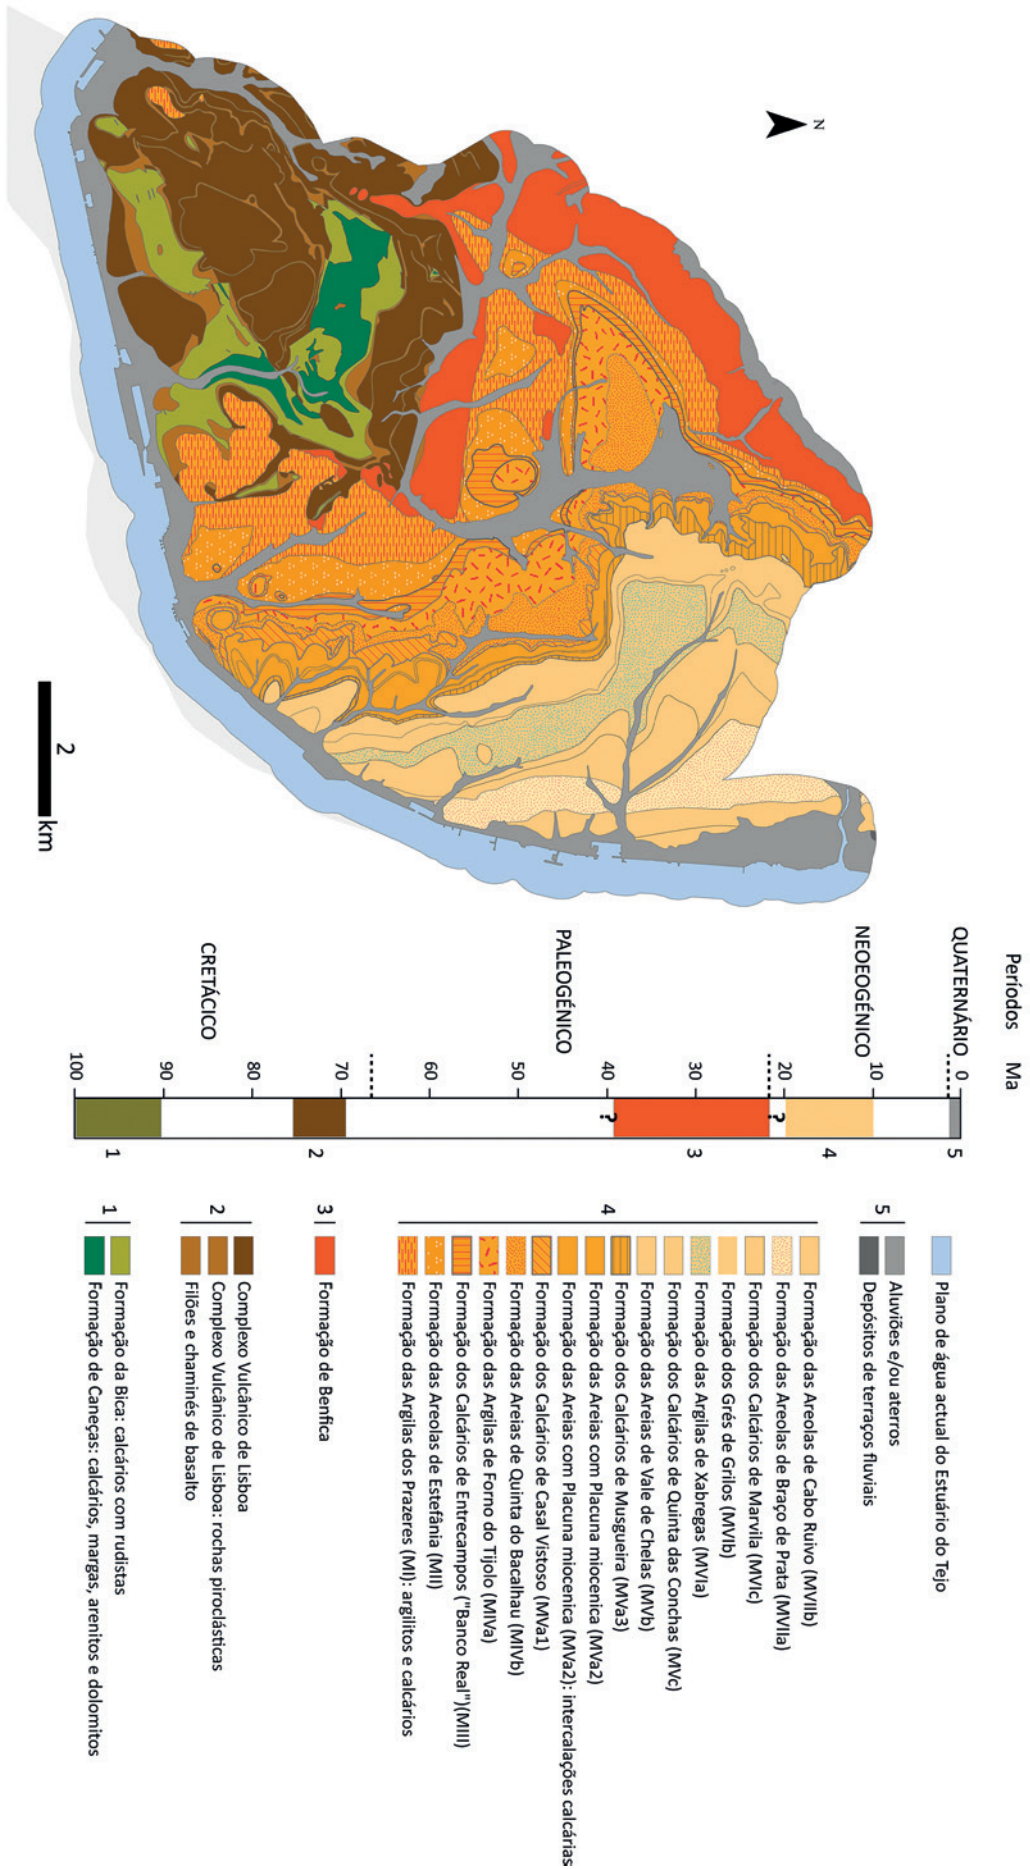 N
2
km
Períodos Ma
QUATERNÁRIO
NEOEOGÉNICO
PALEOGÉNICO
CRETÁCICO
0
10
20
30
40
50
60
70
80
90
100
?
?
5
4
3
2
1
Plano de água actual do Estuário do Tejo
5
Aluviões e/ou aterros
Depósitos de terraços fluviais
4
Formação das Areolas de Cabo Ruivo (MVIIb)
Formação das Areolas de Braço de Prata (MVIIa)
Formação dos Calcários de Marvila (MVIc)
Formação dos Grés de Grilos (MVIb)
Formação das Argilas de Xabregas (MVIa)
Formação dos Calcários de Quinta das Conchas (MVc)
Formação das Areias de Vale de Chelas (MVb)
Formação dos Calcários de Musgueira (MVa3)
Formação das Areias com Placuna miocenica (MVa2)
Formação das Areias com Placuna miocenica (MVa2): intercalações calcárias
Formação dos Calcários de Casal Vistoso (MVa1)
Formação das Areias de Quinta do Bacalhau (MIVb)
Formação das Argilas de Forno do Tijolo (MIVa)
Formação dos Calcários de Entrecampos ("Banco Real")(MIII)
Formação das Areolas de Estefânia (MII)
Formação das Argilas dos Prazeres (MI): argilitos e calcários
3
Formação de Benfica
2
Complexo Vulcânico de Lisboa
Complexo Vulcânico de Lisboa: rochas piroclásticas
Filões e chaminés de basalto
1
Formação da Bica: calcários com rudistas
Formação de Caneças: calcários, margas, arenitos e dolomitos